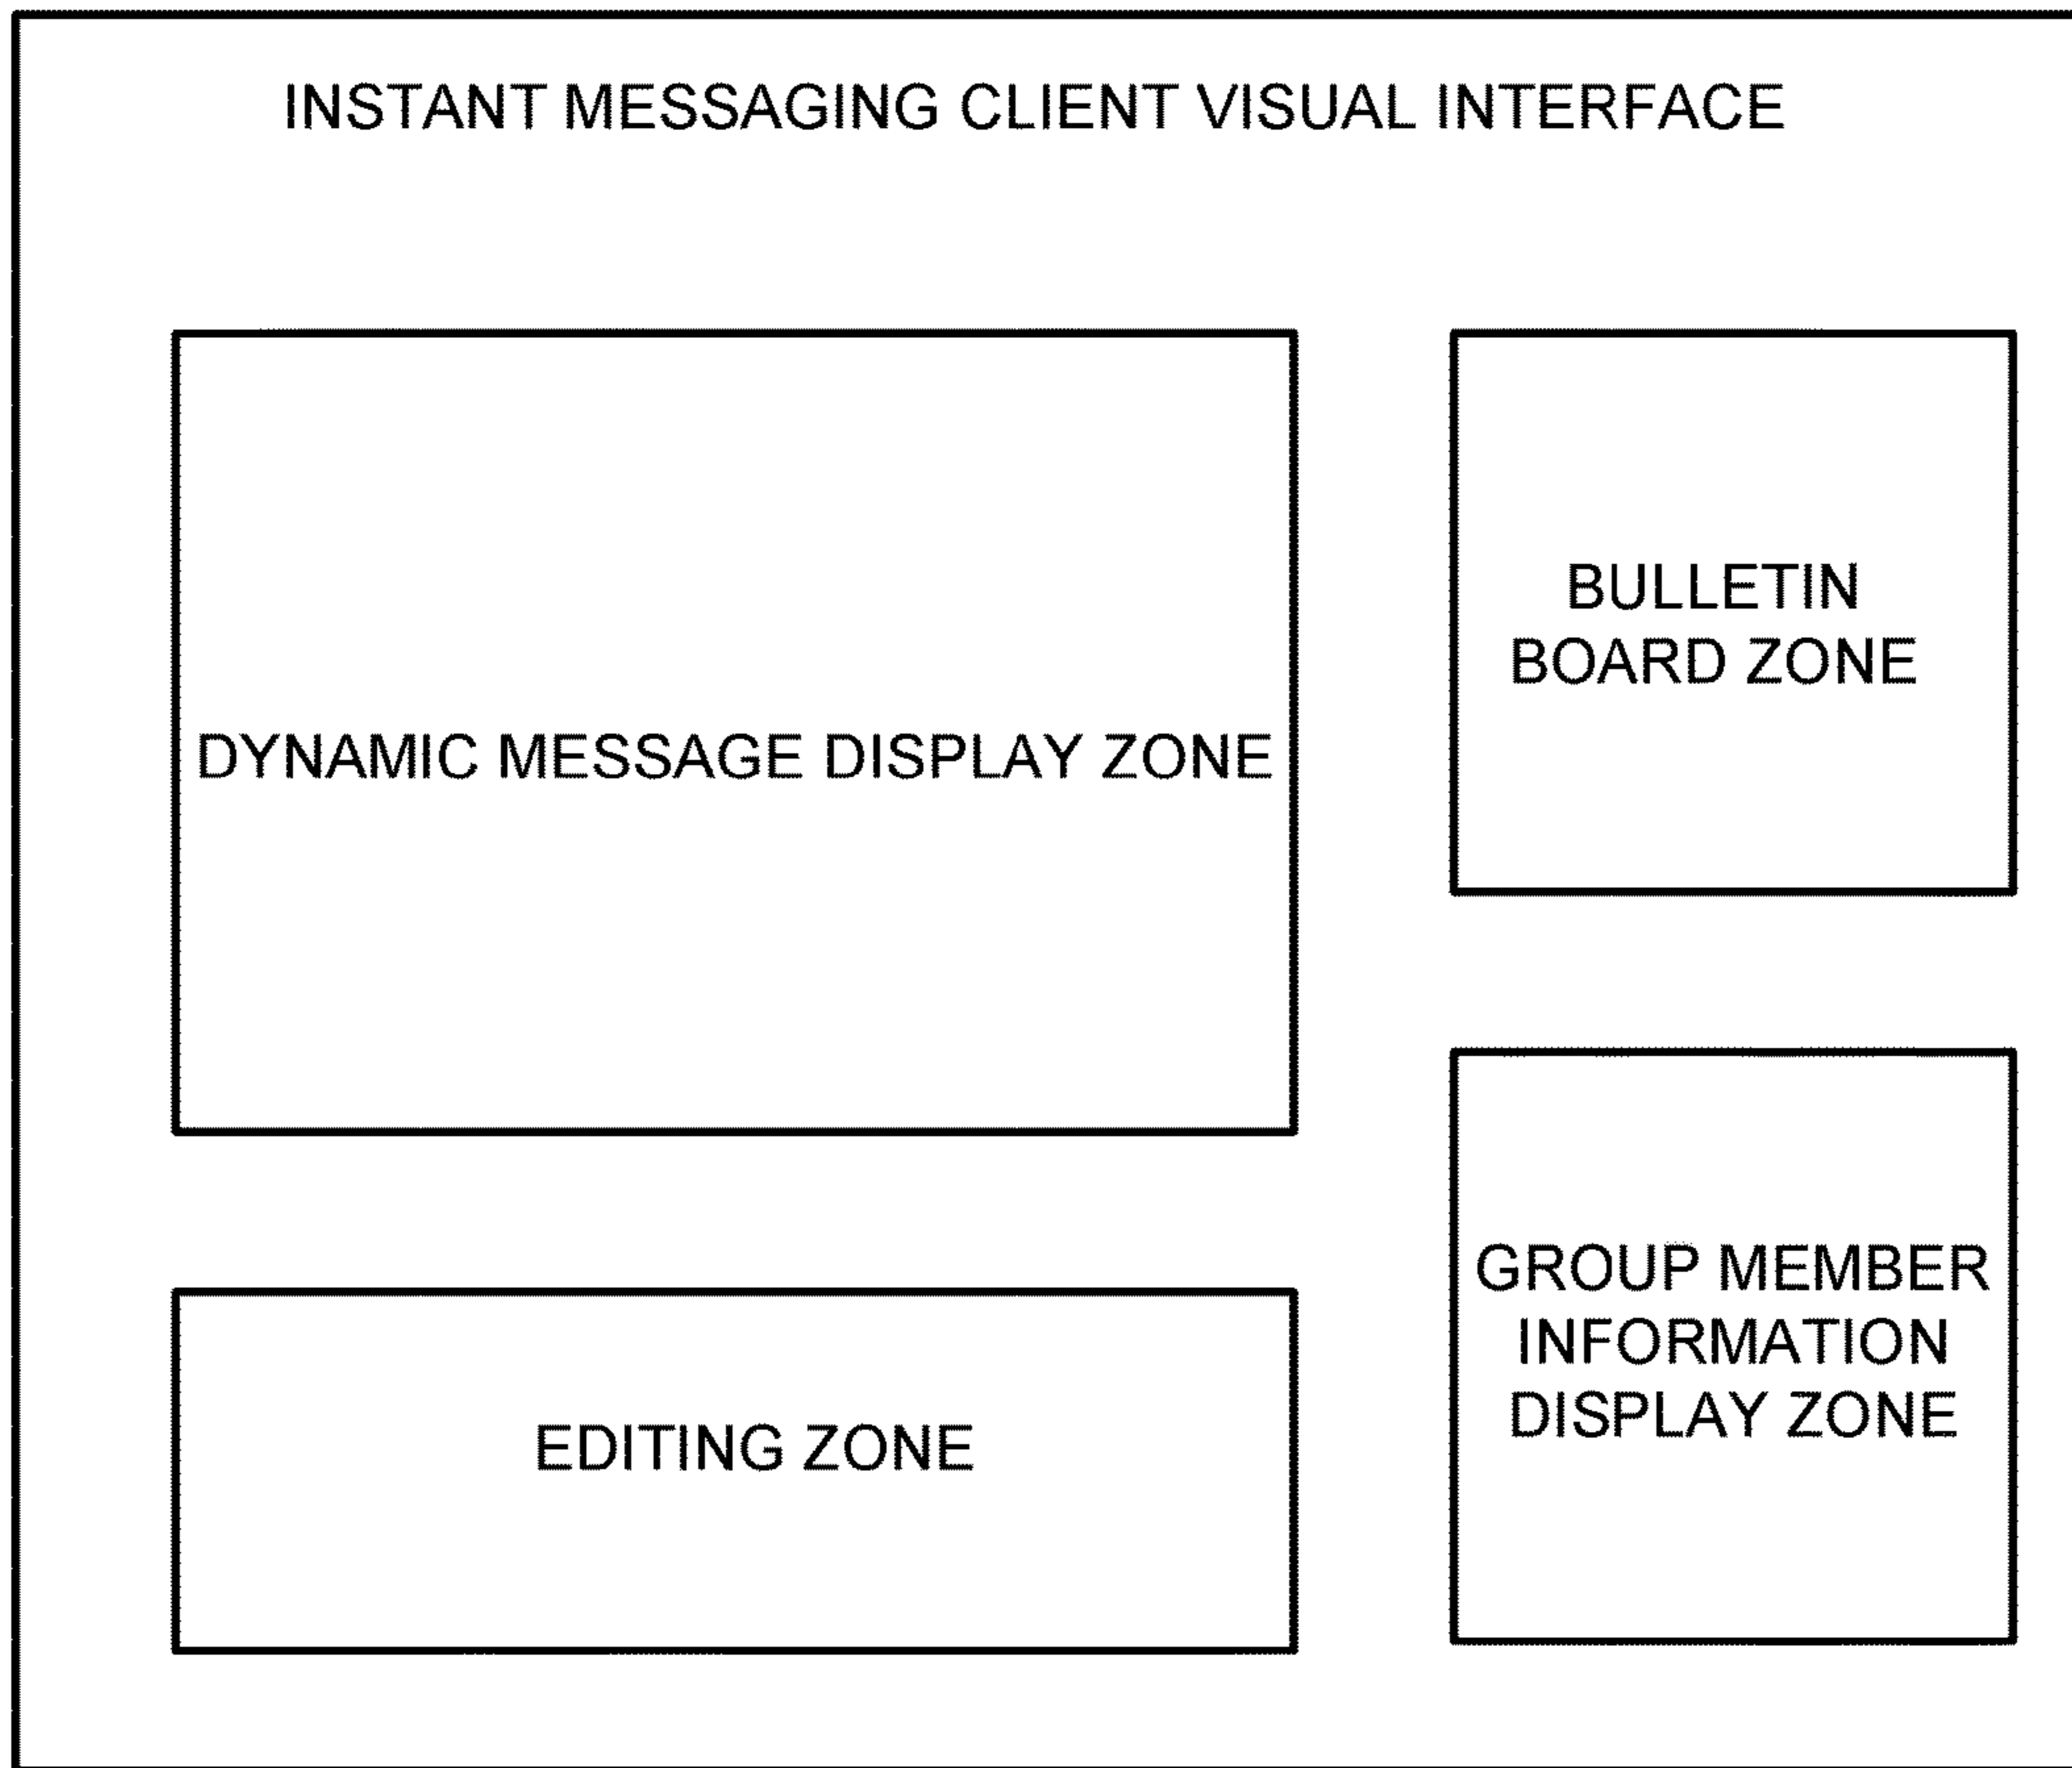 INSTANT MESSAGING CLIENT VISUAL INTERFACE
DYNAMIC MESSAGE DISPLAY ZONE
EDITING ZONE
BULLETIN
BOARD ZONE
GROUP MEMBER
INFORMATION
DISPLAY ZONE